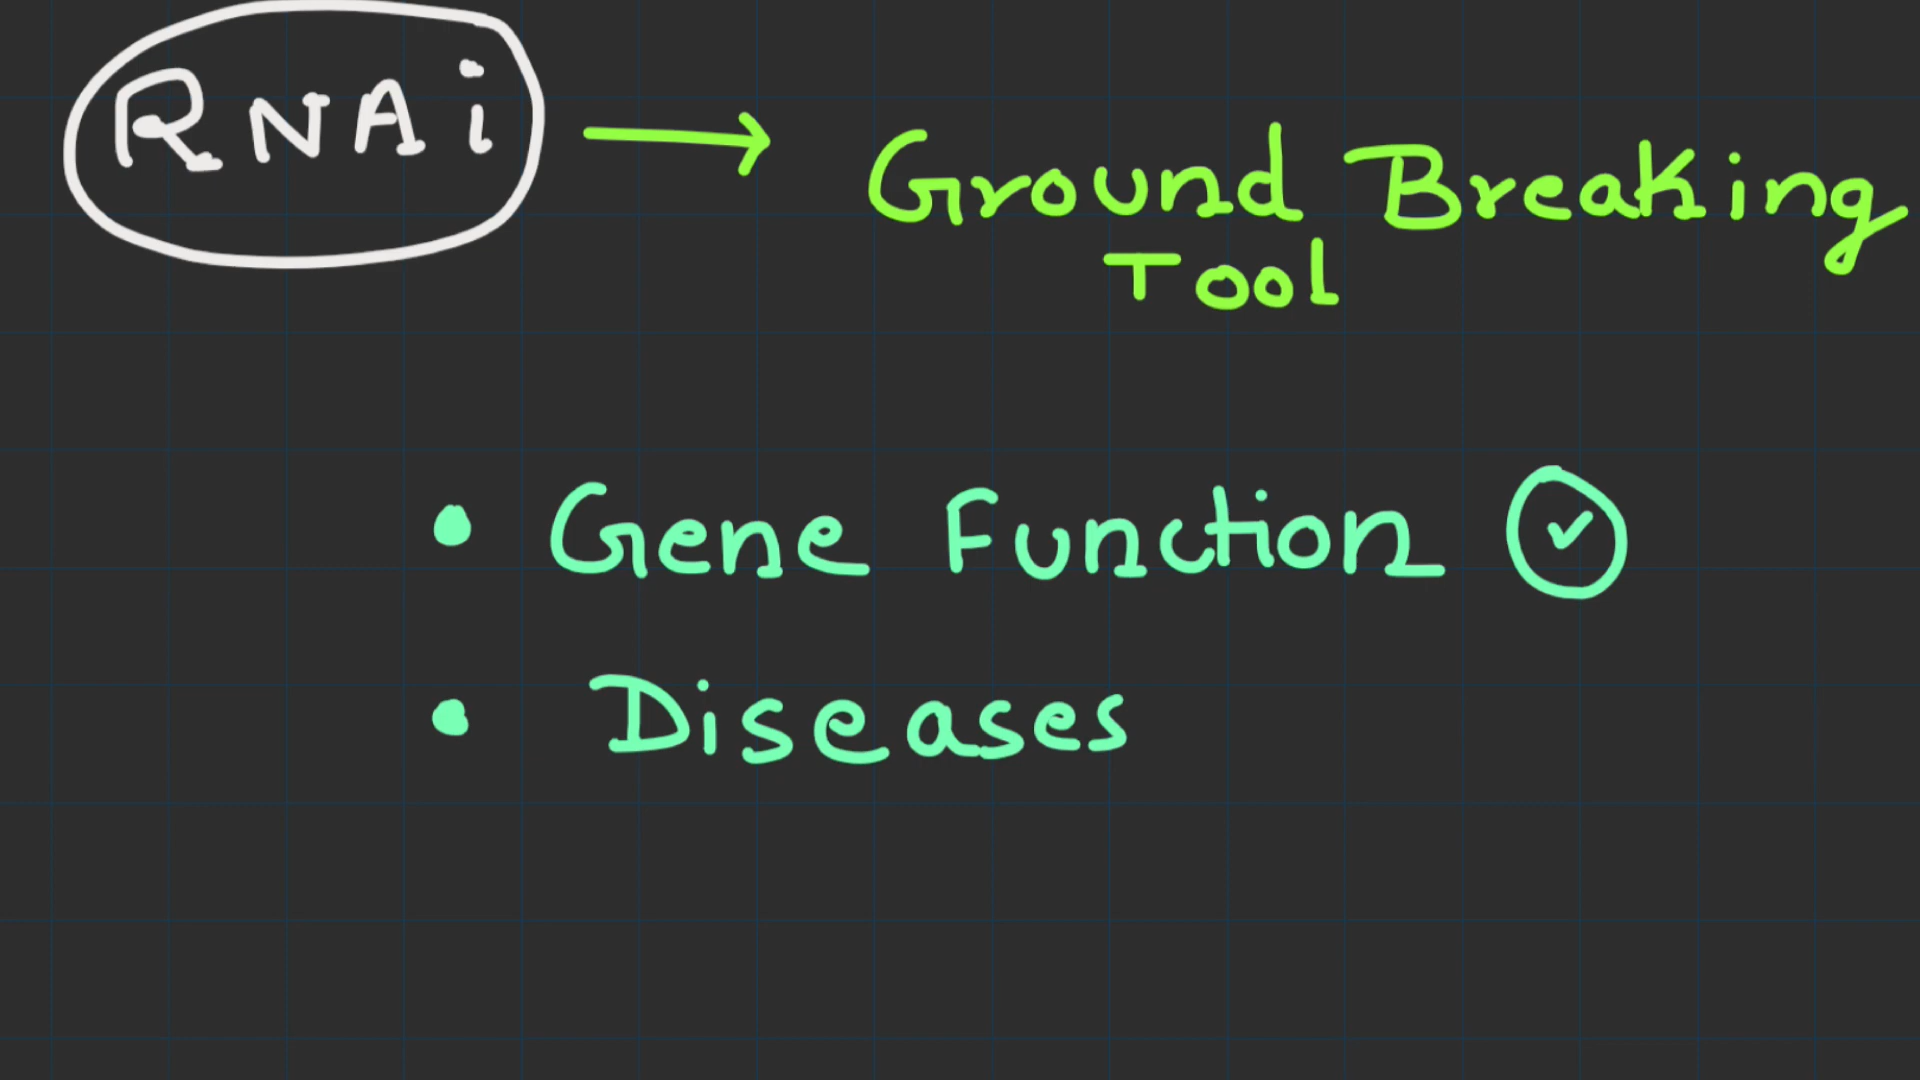 RNAi → Ground Breaking
Tool
• Gene Function ✓
• Diseases